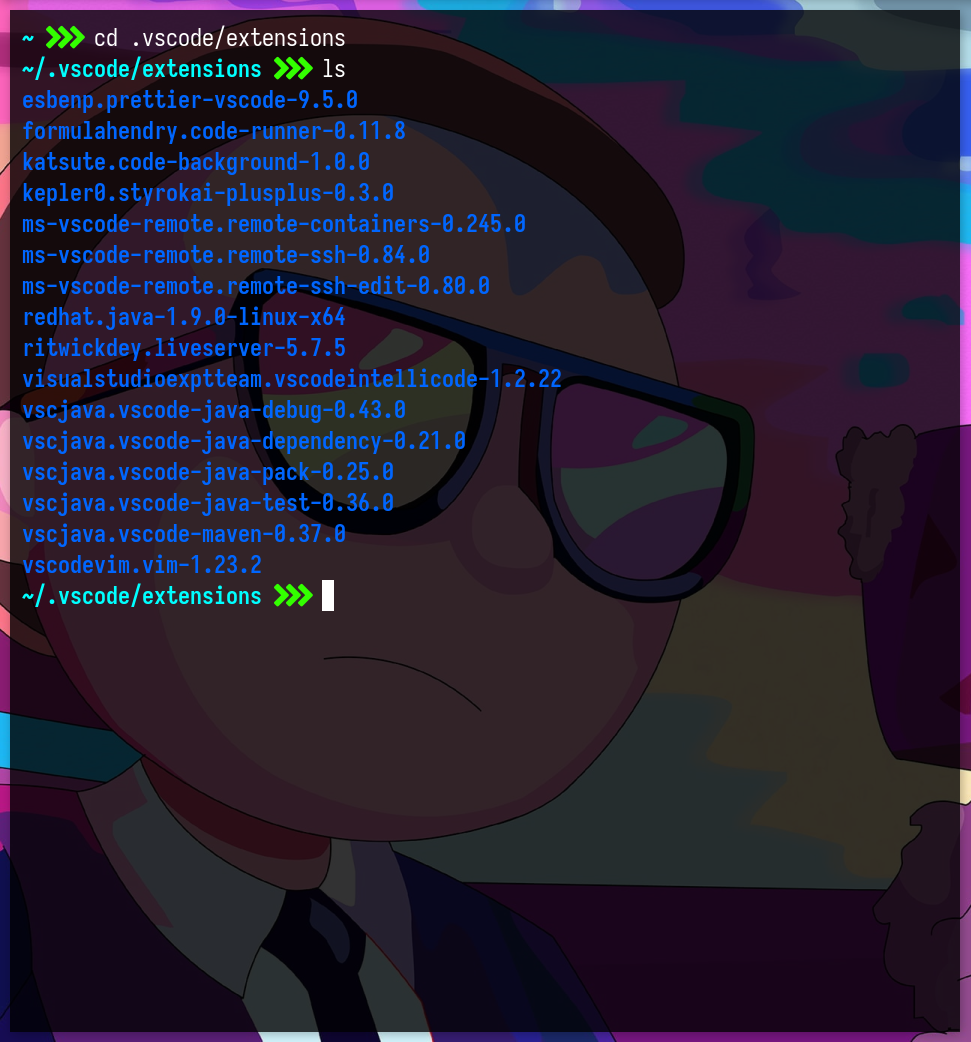 ~ ❯❯❯ cd .vscode/extensions
~/.vscode/extensions ❯❯❯ ls
esbenp.prettier-vscode-9.5.0
formulahendry.code-runner-0.11.8
katsute.code-background-1.0.0
kepler0.styrokai-plusplus-0.3.0
ms-vscode-remote.remote-containers-0.245.0
ms-vscode-remote.remote-ssh-0.84.0
ms-vscode-remote.remote-ssh-edit-0.80.0
redhat.java-1.9.0-linux-x64
ritwickdey.liveserver-5.7.5
visualstudioexptteam.vscodeintellicode-1.2.22
vscjava.vscode-java-debug-0.43.0
vscjava.vscode-java-dependency-0.21.0
vscjava.vscode-java-pack-0.25.0
vscjava.vscode-java-test-0.36.0
vscjava.vscode-maven-0.37.0
vscodevim.vim-1.23.2
~/.vscode/extensions ❯❯❯